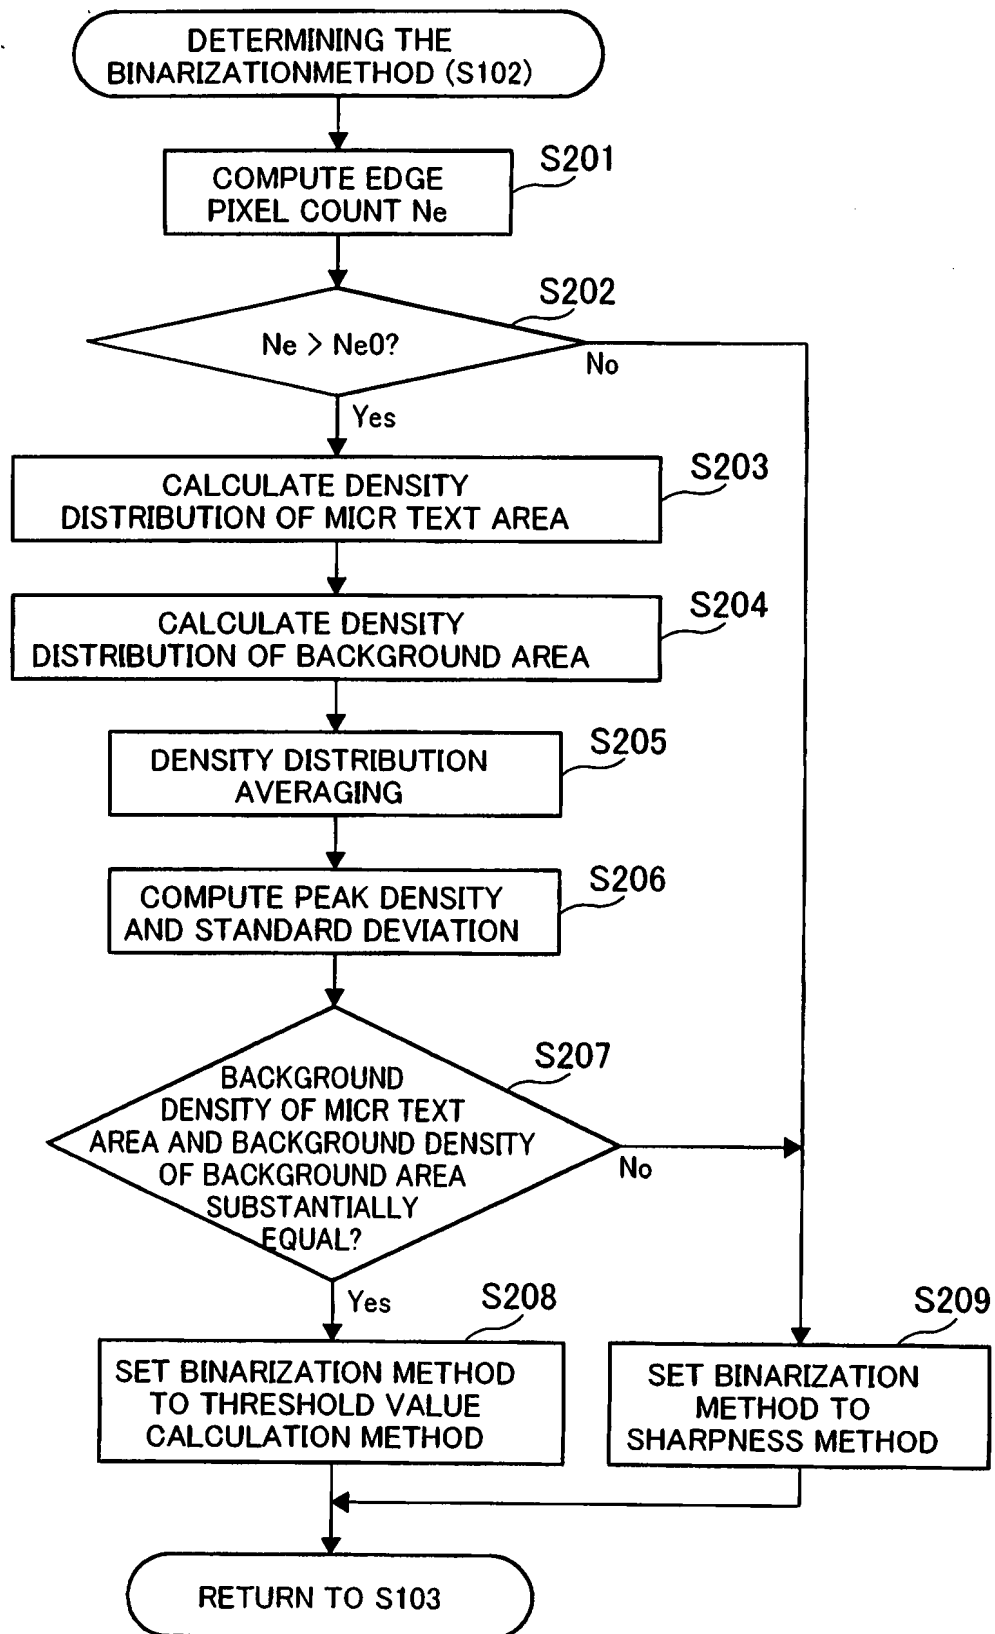 DETERMINING THE
BINARIZATIONMETHOD (S102)
S201
COMPUTE EDGE
PIXEL COUNT Ne
S202
Ne > Ne0?
No
Yes
S203
CALCULATE DENSITY
DISTRIBUTION OF MICR TEXT AREA
S204
CALCULATE DENSITY
DISTRIBUTION OF BACKGROUND AREA
S205
DENSITY DISTRIBUTION
AVERAGING
S206
COMPUTE PEAK DENSITY
AND STANDARD DEVIATION
S207
BACKGROUND
DENSITY OF MICR TEXT
AREA AND BACKGROUND DENSITY
OF BACKGROUND AREA
SUBSTANTIALLY
EQUAL?
No
Yes
S208
SET BINARIZATION METHOD
TO THRESHOLD VALUE
CALCULATION METHOD
S209
SET BINARIZATION
METHOD TO
SHARPNESS METHOD
RETURN TO S103